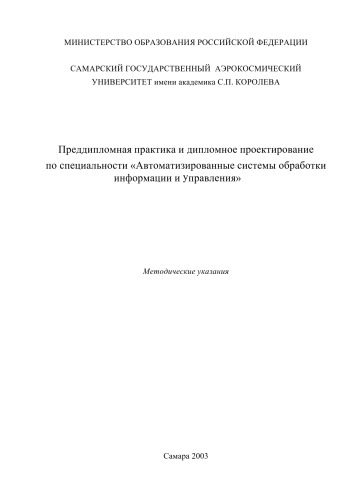 МИНИСТЕРСТВО ОБРАЗОВАНИЯ РОССИЙСКОЙ ФЕДЕРАЦИИ
САМАРСКИЙ ГОСУДАРСТВЕННЫЙ АЭРОКОСМИЧЕСКИЙ
УНИВЕРСИТЕТ имени академика С.П. КОРОЛЕВА
Преддипломная практика и дипломное проектирование
по специальности «Автоматизированные системы обработки
информации и Управления»
Методические указания
Самара 2003